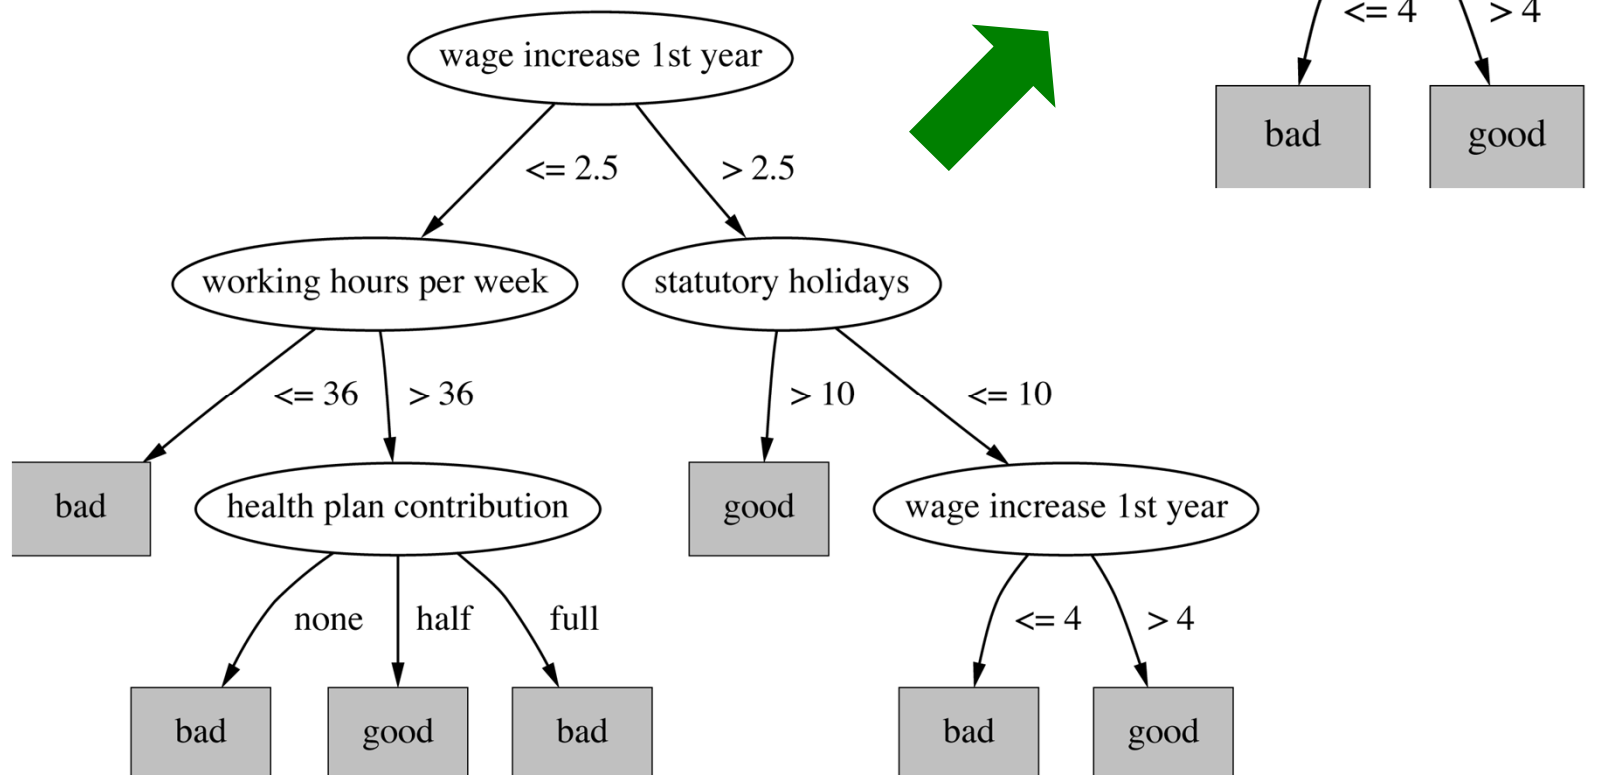 <= 4 > 4
wage increase 1st year
bad good
<= 2.5 > 2.5
working hours per week statutory holidays
<= 36 > 36 > 10 <= 10
bad health plan contribution good wage increase 1st year
none half full <= 4 > 4
bad good bad bad good